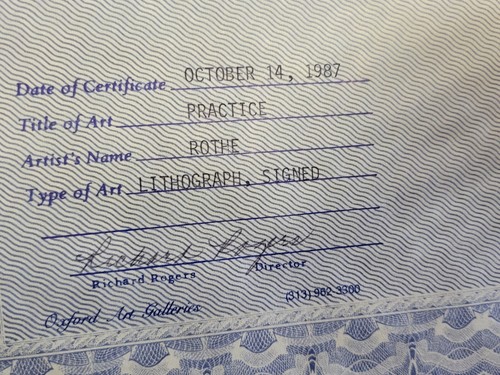 Date of Certificate OCTOBER 14, 1987
Title of Art PRACTICE
Artist's Name ROTHE
Type of Art LITHOGRAPH, SIGNED
Richard Rogers
Richard Rogers Director
Oxford Art Galleries (313) 962-3300